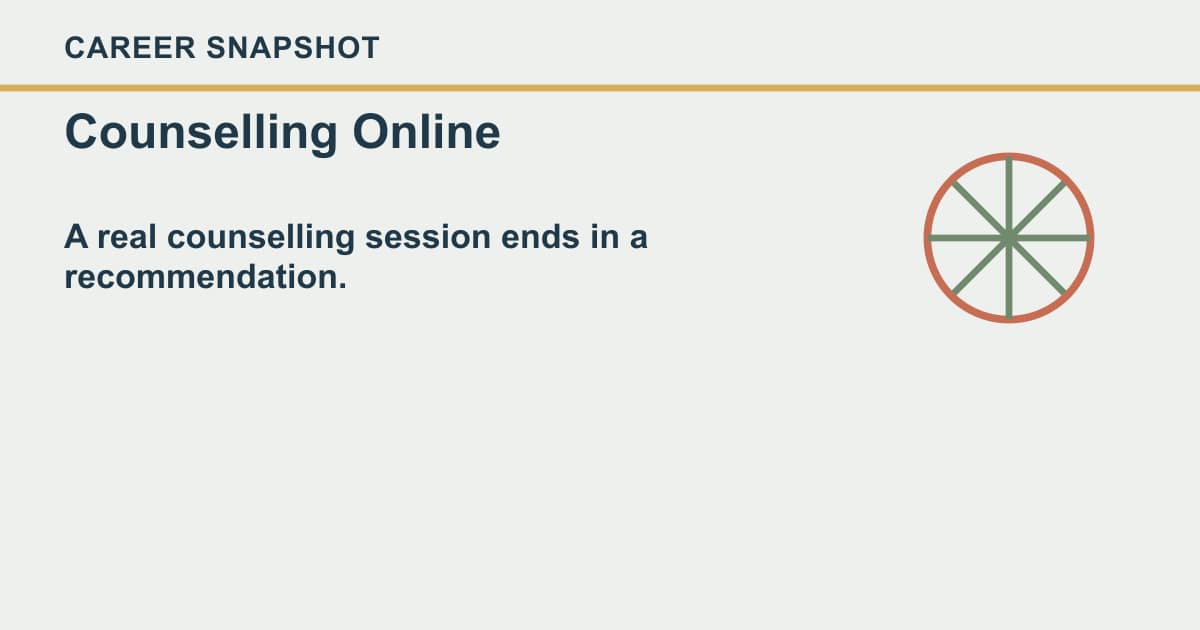 CAREER SNAPSHOT
Counselling Online
A real counselling session ends in a
recommendation.